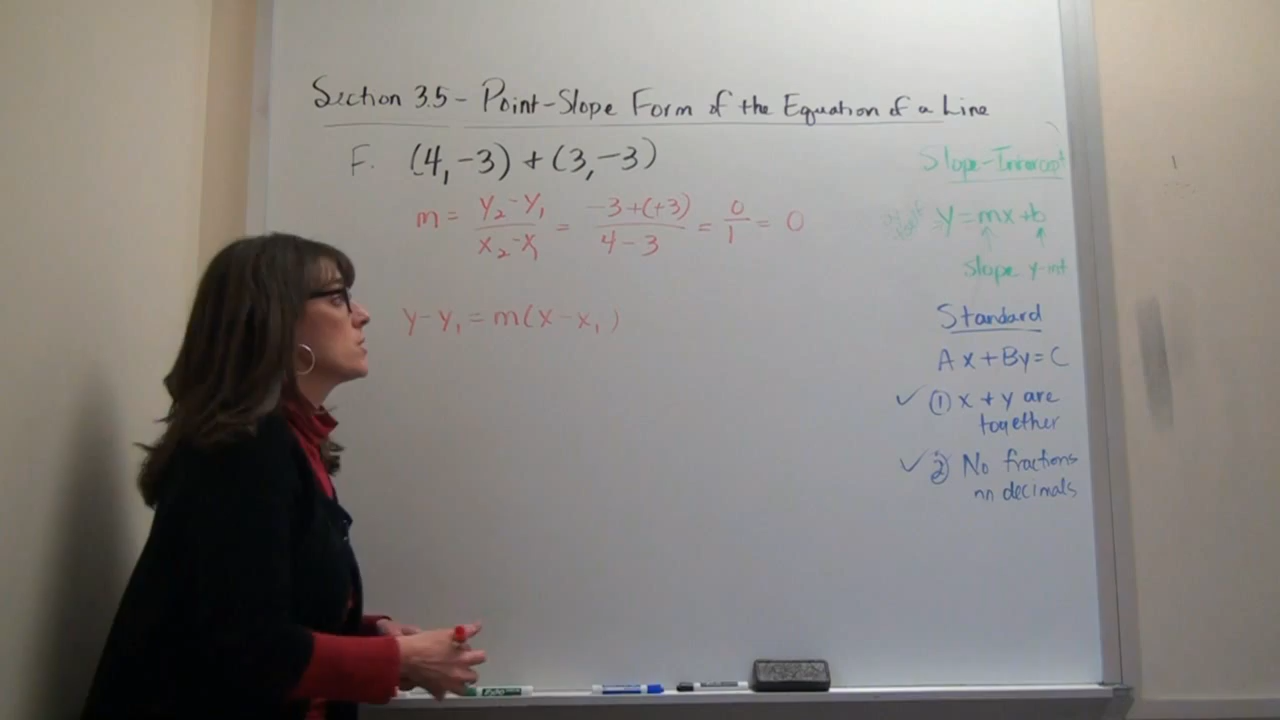 Section 3.5 - Point-Slope Form of the Equation of a Line
F. (4, -3) + (3, -3)
m = y₂-y₁ / x₂-x₁ = -3+(+3) / 4-3 = 0/1 = 0
y - y₁ = m(x - x₁)
Slope-Intercept
y = mx + b
Slope y-int
Standard
Ax + By = C
✓ ① x + y are
together
✓ ② No fractions
no decimals